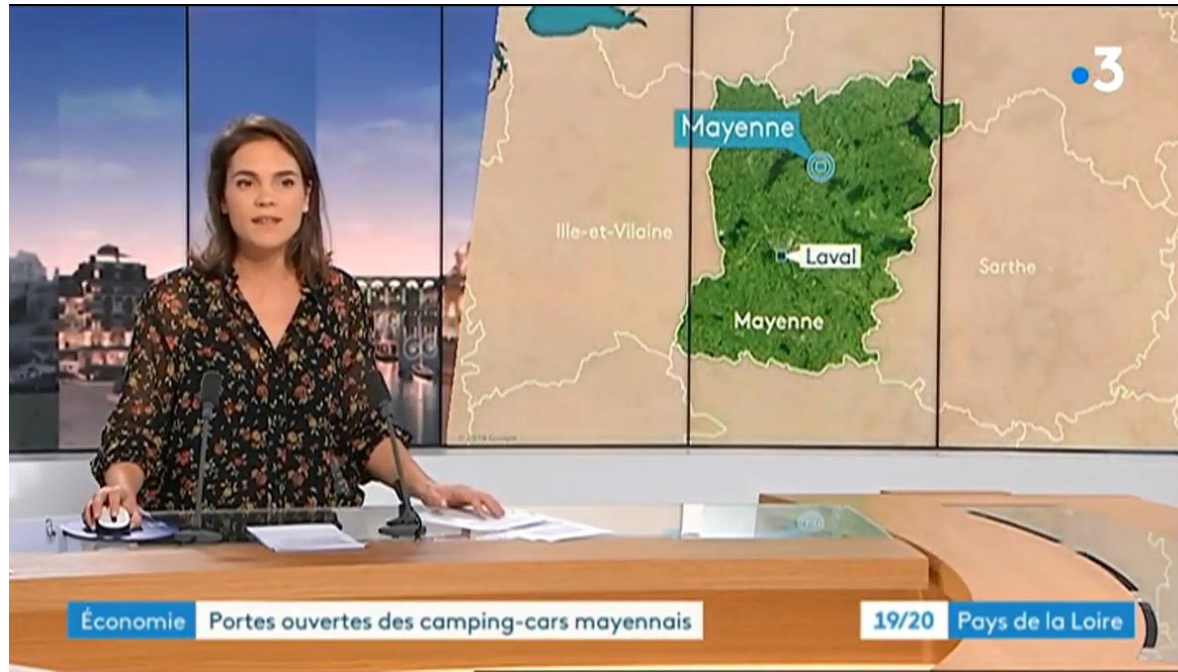 3
Mayenne
Ille-et-Vilaine
Laval
Sarthe
Mayenne
Économie
Portes ouvertes des camping-cars mayennais
19/20
Pays de la Loire